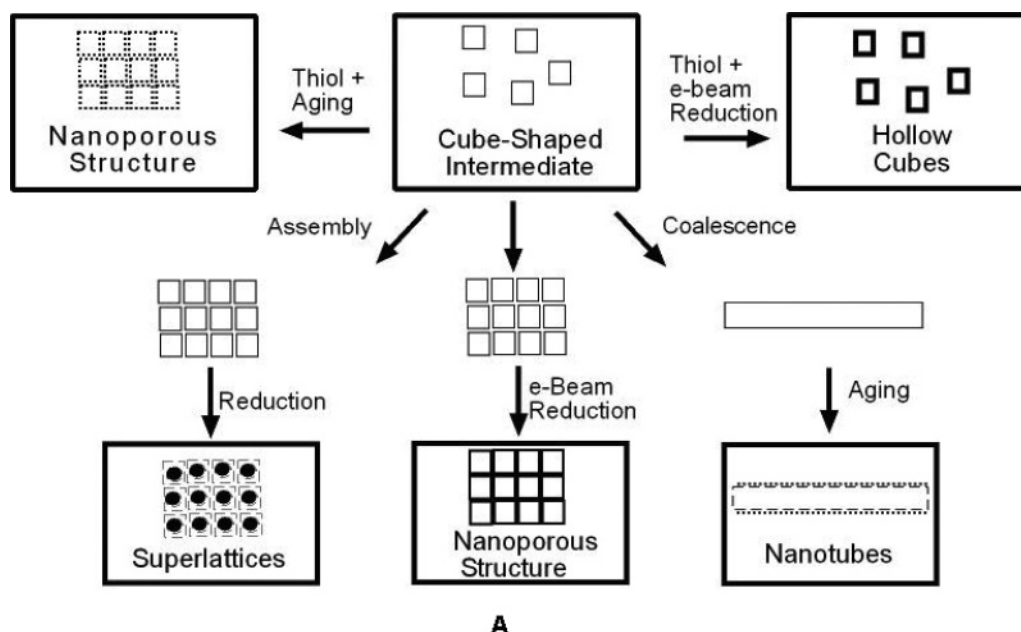 Nanoporous
Structure
Thiol +
Aging
Cube-Shaped
Intermediate
Thiol +
e-beam
Reduction
Hollow
Cubes
Assembly
Coalescence
Reduction
e-Beam
Reduction
Aging
Superlattices
Nanoporous
Structure
Nanotubes
A